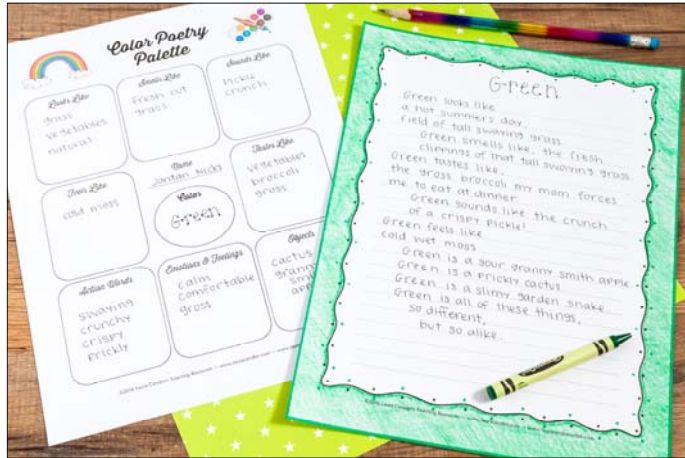 Color Poetry
Palette
Looks Like
grass
vegetables
natural
Smells Like
fresh cut
grass
Sounds Like
pickle
crunch
Feels Like
cold moss
Name
Jordan Nicks
Color
Green
Tastes Like
vegetables
broccoli
gross
Action Words
swaying
crunchy
crispy
prickly
Emotions & Feelings
calm
comfortable
gross
Objects
cactus
Green
Green looks like
a hot summers day
field of tall swaying grass
Green smells like, the fresh
of that tall swaying grass
Green tastes like
the gross broccoli my mom forces
me to eat at dinner
Green sounds like the crunch
of a crispy pickle!
Green feels like
cold wet moss
Green is a sour granny smith apple
Green is a prickly cactus
Green is a slimy garden snake
Green is all of these things,
so different,
but so alike.